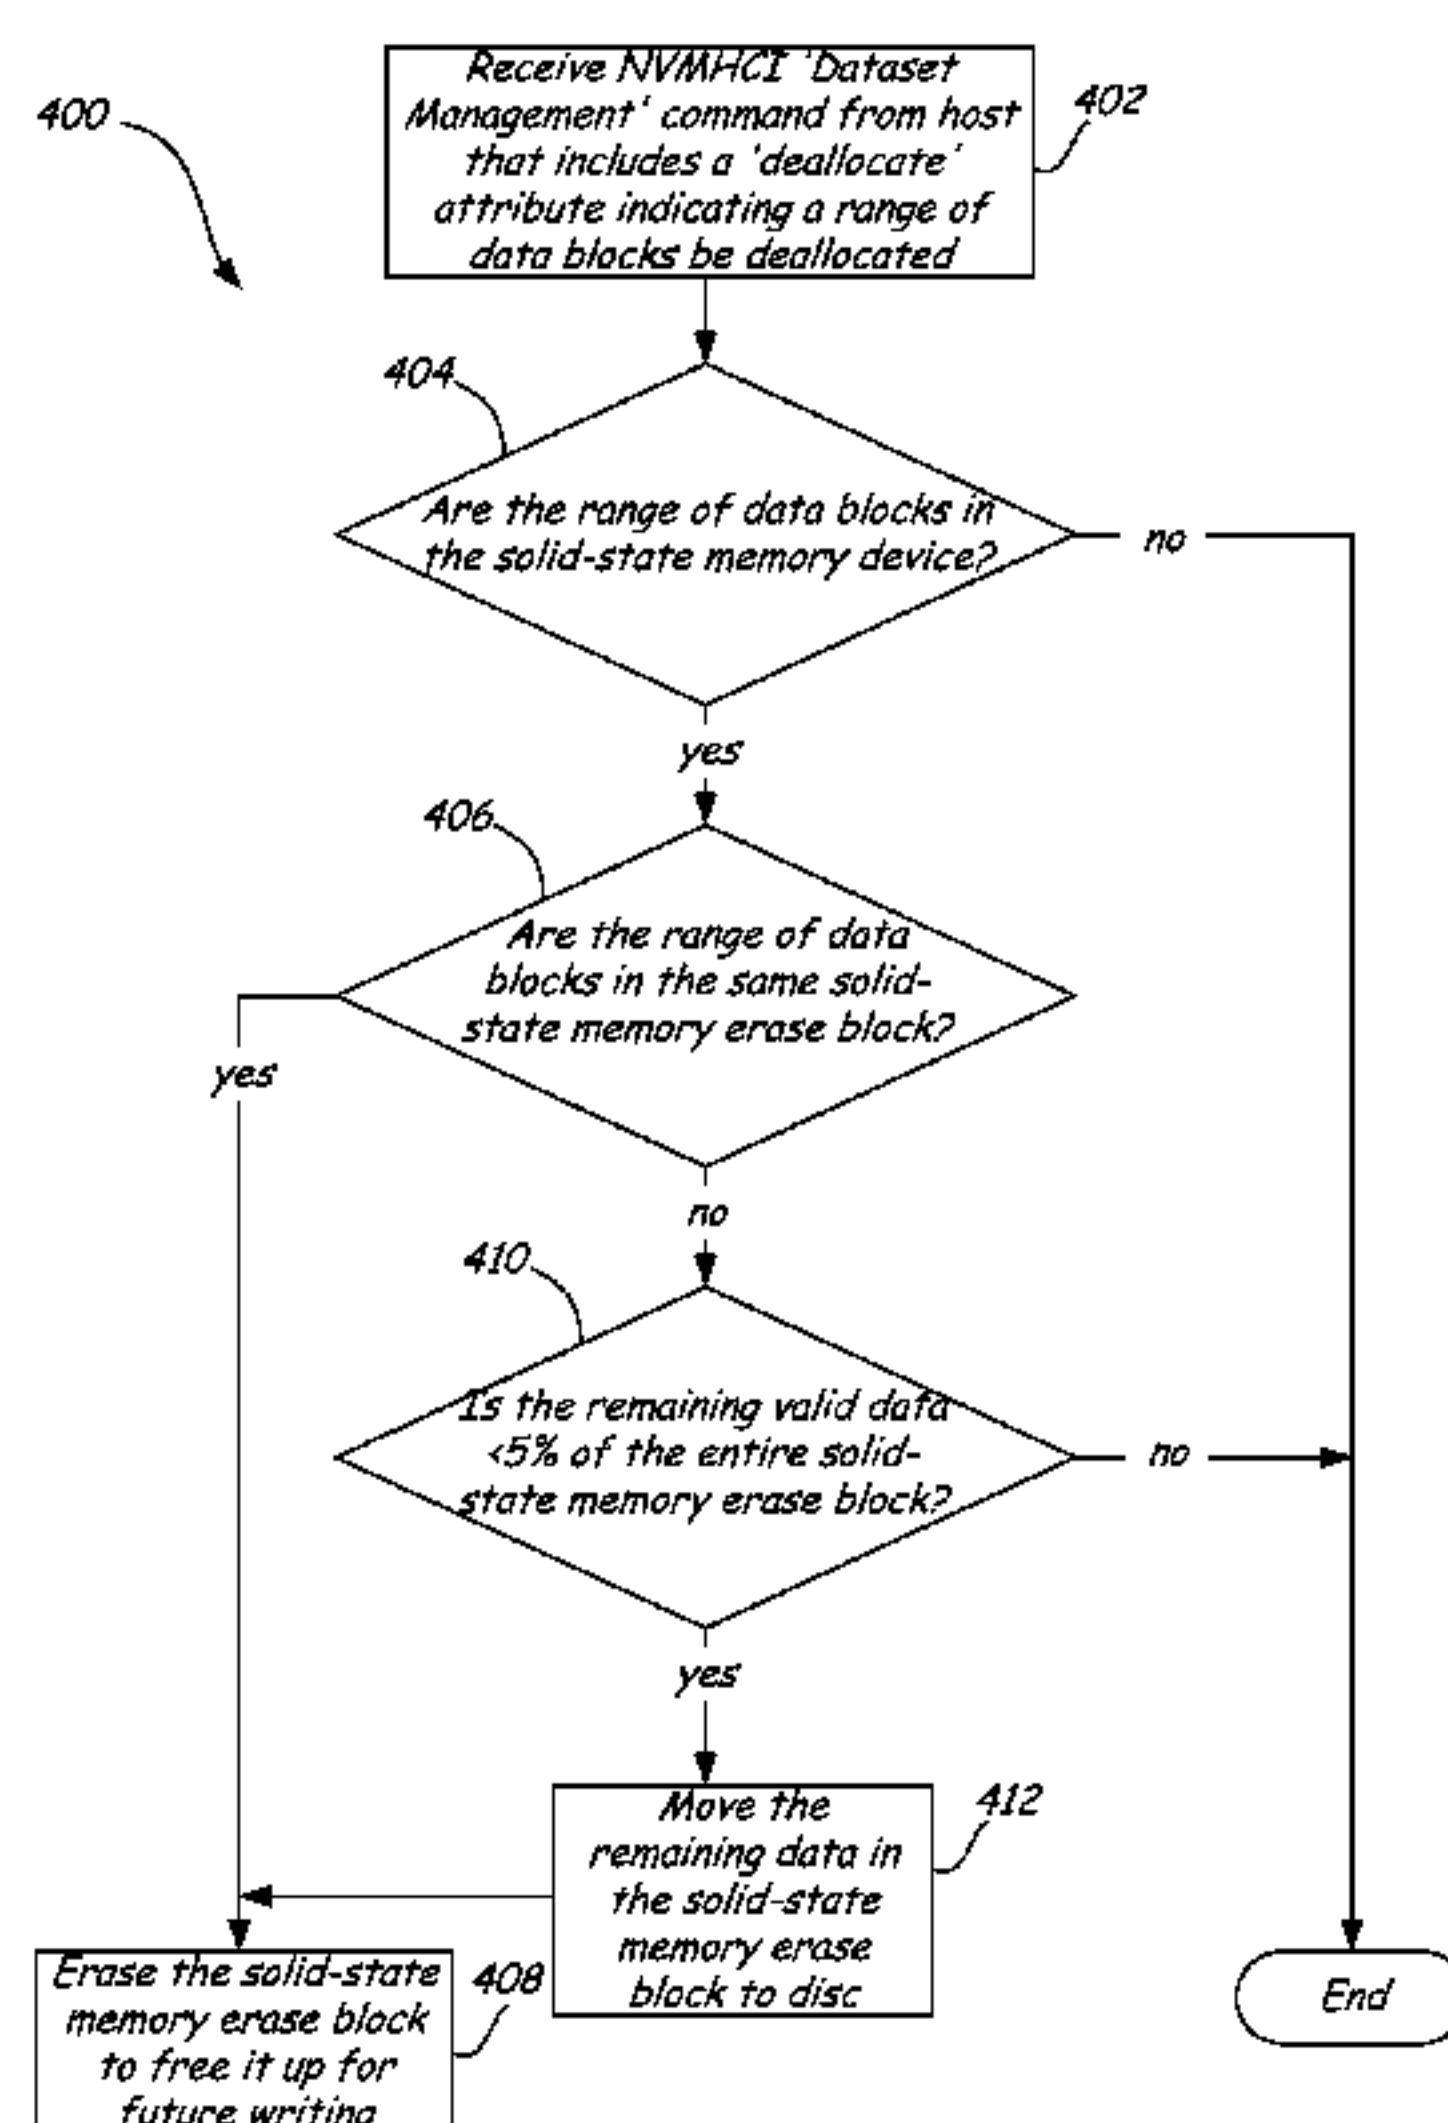 400
Receive NVMHCI 'Dataset
Management' command from host
that includes a 'deallocate'
attribute indicating a range of
data blocks be deallocated
402
404
Are the range of data blocks in
the solid-state memory device?
no
yes
406
Are the range of data
blocks in the same solid-
state memory erase block?
yes
no
410
Is the remaining valid data
<5% of the entire solid-
state memory erase block?
no
yes
Move the
remaining data in
the solid-state
memory erase
block to disc
412
Erase the solid-state
memory erase block
to free it up for
future writing
408
End